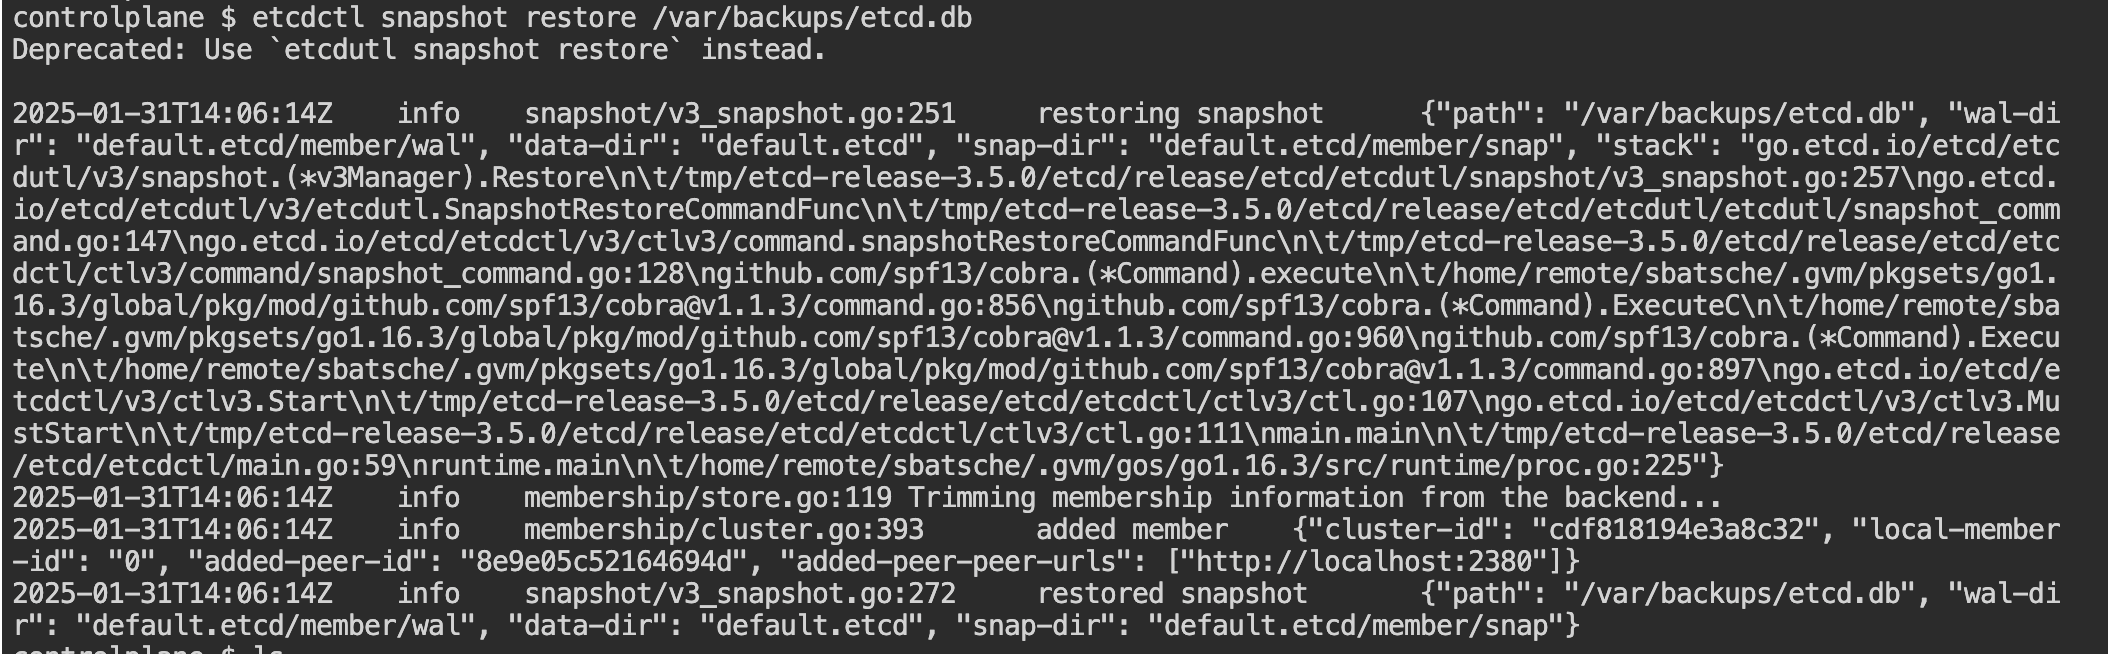 controlplane $ etcdctl snapshot restore /var/backups/etcd.db
Deprecated: Use `etcdutl snapshot restore` instead.
2025-01-31T14:06:14Z    info    snapshot/v3_snapshot.go:251     restoring snapshot      {"path": "/var/backups/etcd.db", "wal-di
r": "default.etcd/member/wal", "data-dir": "default.etcd", "snap-dir": "default.etcd/member/snap", "stack": "go.etcd.io/etcd/etc
dutl/v3/snapshot.(*v3Manager).Restore\n\t/tmp/etcd-release-3.5.0/etcd/release/etcd/etcdutl/snapshot/v3_snapshot.go:257\ngo.etcd.
io/etcd/etcdutl/v3/etcdutl.SnapshotRestoreCommandFunc\n\t/tmp/etcd-release-3.5.0/etcd/release/etcd/etcdutl/etcdutl/snapshot_comm
and.go:147\ngo.etcd.io/etcd/etcdctl/v3/ctlv3/command.snapshotRestoreCommandFunc\n\t/tmp/etcd-release-3.5.0/etcd/release/etcd/etc
dctl/ctlv3/command/snapshot_command.go:128\ngithub.com/spf13/cobra.(*Command).execute\n\t/home/remote/sbatsche/.gvm/pkgsets/go1.
16.3/global/pkg/mod/github.com/spf13/cobra@v1.1.3/command.go:856\ngithub.com/spf13/cobra.(*Command).ExecuteC\n\t/home/remote/sba
tsche/.gvm/pkgsets/go1.16.3/global/pkg/mod/github.com/spf13/cobra@v1.1.3/command.go:960\ngithub.com/spf13/cobra.(*Command).Execu
te\n\t/home/remote/sbatsche/.gvm/pkgsets/go1.16.3/global/pkg/mod/github.com/spf13/cobra@v1.1.3/command.go:897\ngo.etcd.io/etcd/e
tcdctl/v3/ctlv3.Start\n\t/tmp/etcd-release-3.5.0/etcd/release/etcd/etcdctl/ctlv3/ctl.go:107\ngo.etcd.io/etcd/etcdctl/v3/ctlv3.Mu
stStart\n\t/tmp/etcd-release-3.5.0/etcd/release/etcd/etcdctl/ctlv3/ctl.go:111\nmain.main\n\t/tmp/etcd-release-3.5.0/etcd/release
/etcd/etcdctl/main.go:59\nruntime.main\n\t/home/remote/sbatsche/.gvm/gos/go1.16.3/src/runtime/proc.go:225"}
2025-01-31T14:06:14Z    info    membership/store.go:119 Trimming membership information from the backend...
2025-01-31T14:06:14Z    info    membership/cluster.go:393       added member    {"cluster-id": "cdf818194e3a8c32", "local-member
-id": "0", "added-peer-id": "8e9e05c52164694d", "added-peer-peer-urls": ["http://localhost:2380"]}
2025-01-31T14:06:14Z    info    snapshot/v3_snapshot.go:272     restored snapshot       {"path": "/var/backups/etcd.db", "wal-di
r": "default.etcd/member/wal", "data-dir": "default.etcd", "snap-dir": "default.etcd/member/snap"}
controlplane $ ls